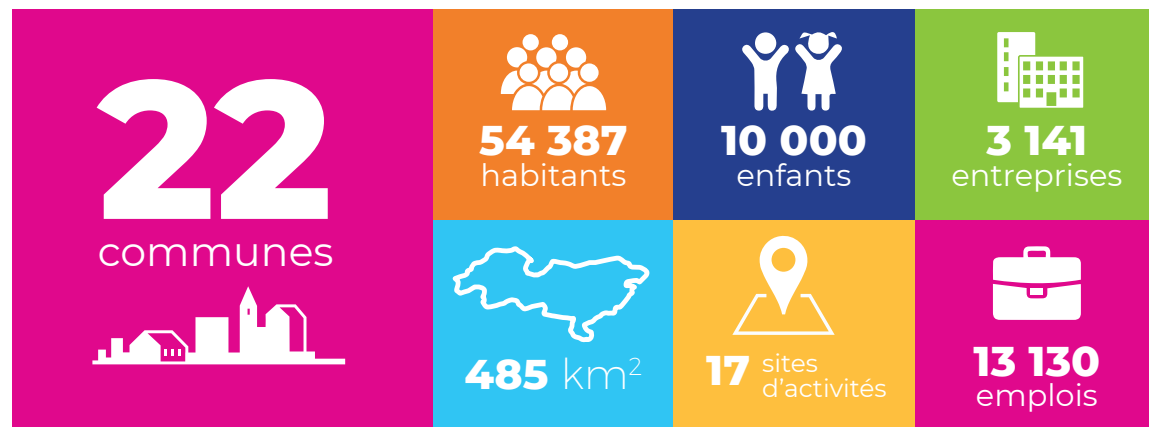 22
communes
54 387
habitants
10 000
enfants
3 141
entreprises
485 km²
17 sites
d'activités
13 130
emplois